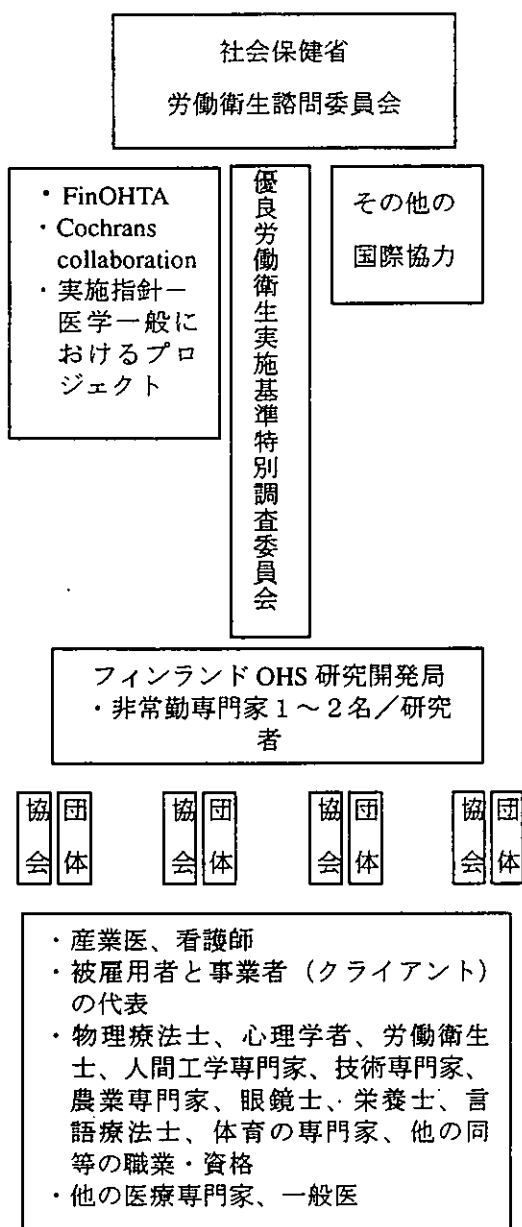 社会保健省
労働衛生諮問委員会
・FinOHTA
・Cochrans
collaboration
・実施指針－
医学一般に
おけるプロ
ジェクト
優良労働衛生実施基準特別調査委員会
その他の
国際協力
フィンランド OHS 研究開発局
・非常勤専門家１～２名／研究
者
協会
団体
協会
団体
協会
団体
協会
団体
・産業医、看護師
・被雇用者と事業者（クライアント）
の代表
・物理療法士、心理学者、労働衛生
士、人間工学専門家、技術専門家、
農業専門家、眼鏡士、栄養士、言
語療法士、体育の専門家、他の同
等の職業・資格
・他の医療専門家、一般医